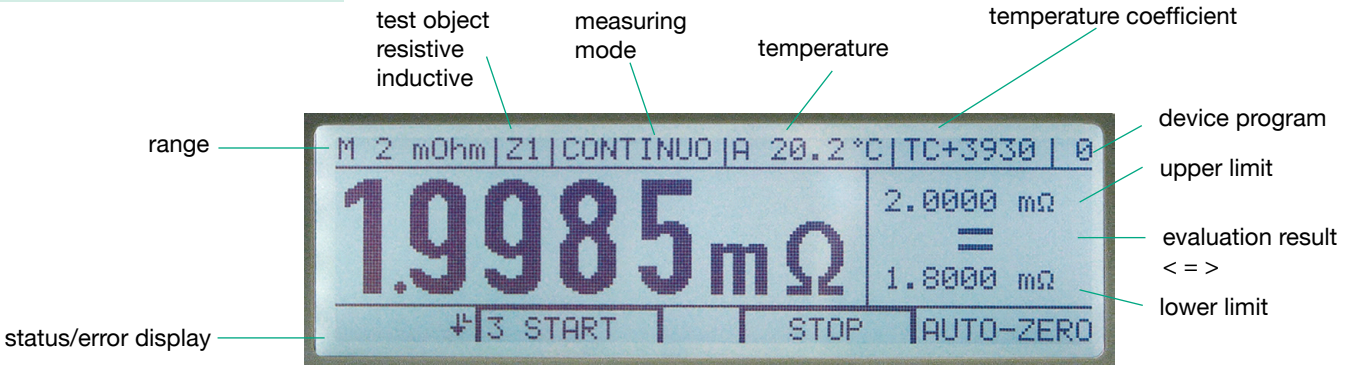 test object
resistive
inductive
measuring
mode
temperature
temperature coefficient
range
device program
upper limit
evaluation result
< = >
lower limit
status/error display
M 2 mOhm|Z1|CONTINUO|A 20.2°C|TC+3930 | 0
1.9985mΩ
2.0000 mΩ
=
1.8000 mΩ
3 START
STOP
AUTO-ZERO